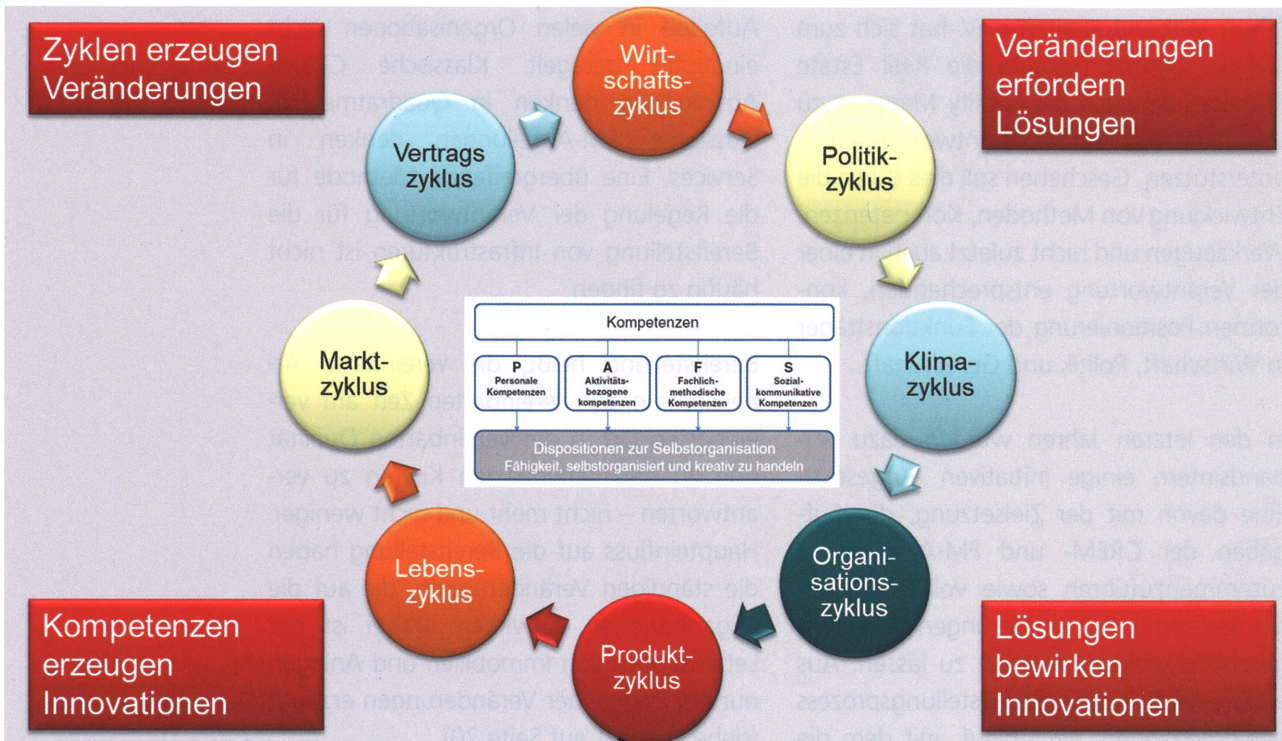 Zyklen erzeugen
Veränderungen
Wirt-
schafts-
zyklus
Veränderungen
erfordern
Lösungen
Politik-
zyklus
Klima-
zyklus
Organi-
sations-
zyklus
Produkt-
zyklus
Lebens-
zyklus
Markt-
zyklus
Vertrags
zyklus
Kompetenzen
P
Personale
Kompetenzen
A
Aktivitäts-
bezogene
kompetenzen
F
Fachlich-
methodische
Kompetenzen
S
Sozial-
kommunikative
Kompetenzen
Dispositionen zur Selbstorganisation
Fähigkeit, selbstorganisiert und kreativ zu handeln
Kompetenzen
erzeugen
Innovationen
Lösungen
bewirken
Innovationen